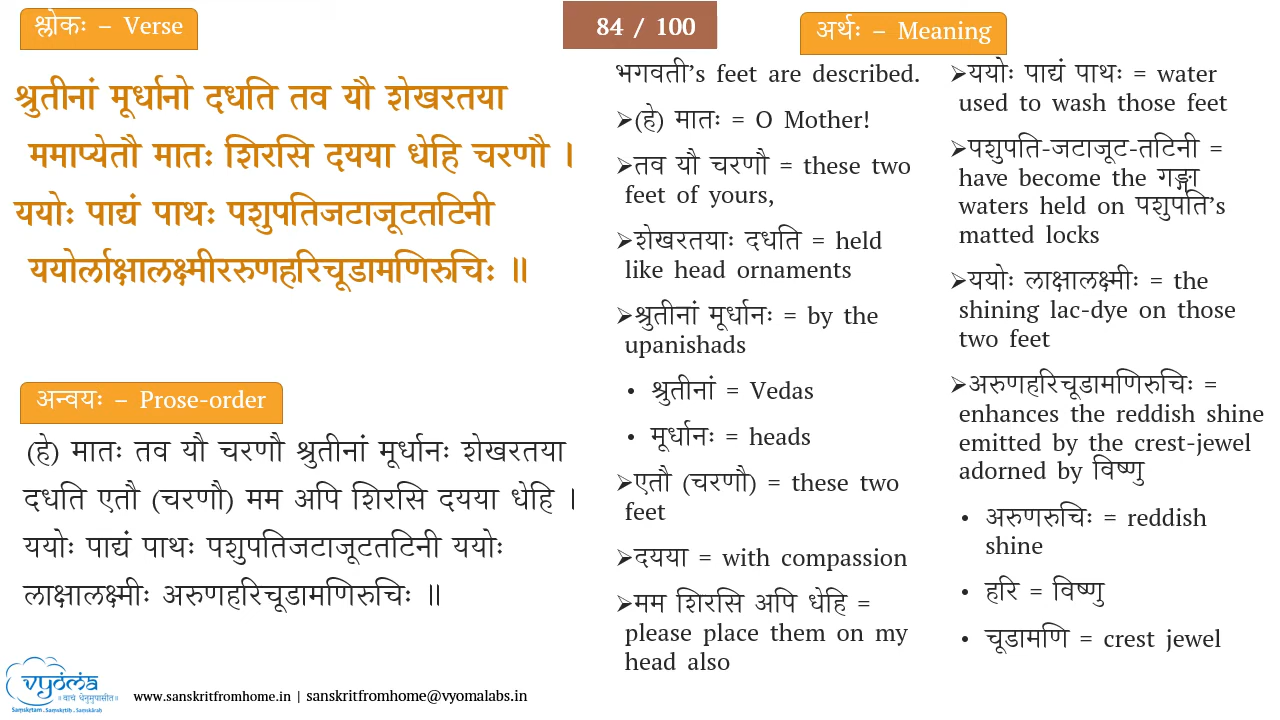 श्लोकः – Verse
84 / 100
अर्थः – Meaning
श्रुतीनां मूर्धानो दधति तव यौ शेखरतया
ममाप्येतौ मातः शिरसि दयया धेहि चरणौ ।
ययोः पाद्यं पाथः पशुपतिजटाजूटतटिनी
ययोर्लाक्षालक्ष्मीररुणहरिचूडामणिरुचिः ॥
अन्वयः – Prose-order
(हे) मातः तव यौ चरणौ श्रुतीनां मूर्धानः शेखरतया
दधति एतौ (चरणौ) मम अपि शिरसि दयया धेहि ।
ययोः पाद्यं पाथः पशुपतिजटाजूटतटिनी ययोः
लाक्षालक्ष्मीः अरुणहरिचूडामणिरुचिः ॥
भगवती’s feet are described.
➢(हे) मातः = O Mother!
➢तव यौ चरणौ = these two
feet of yours,
➢शेखरतयाः दधति = held
like head ornaments
➢श्रुतीनां मूर्धानः = by the
upanishads
• श्रुतीनां = Vedas
• मूर्धानः = heads
➢एतौ (चरणौ) = these two
feet
➢दयया = with compassion
➢मम शिरसि अपि धेहि =
please place them on my
head also
➢ययोः पाद्यं पाथः = water
used to wash those feet
➢पशुपति-जटाजूट-तटिनी =
have become the गङ्गा
waters held on पशुपति’s
matted locks
➢ययोः लाक्षालक्ष्मीः = the
shining lac-dye on those
two feet
➢अरुणहरिचूडामणिरुचिः =
enhances the reddish shine
emitted by the crest-jewel
adorned by विष्णु
• अरुणरुचिः = reddish
shine
• हरि = विष्णु
• चूडामणि = crest jewel
vyoma
॥ वाचं धेनुमुपासीत॥
Samskrtam . Samskrtih . Samskarah
www.sanskritfromhome.in | sanskritfromhome@vyomalabs.in